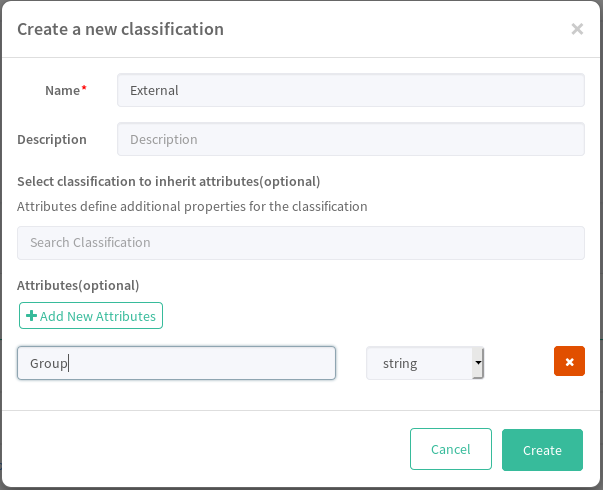 Create a new classification ×
Name* External
Description Description
Select classification to inherit attributes(optional)
Attributes define additional properties for the classification
Search Classification
Attributes(optional)
+ Add New Attributes
Group string ×
Cancel Create